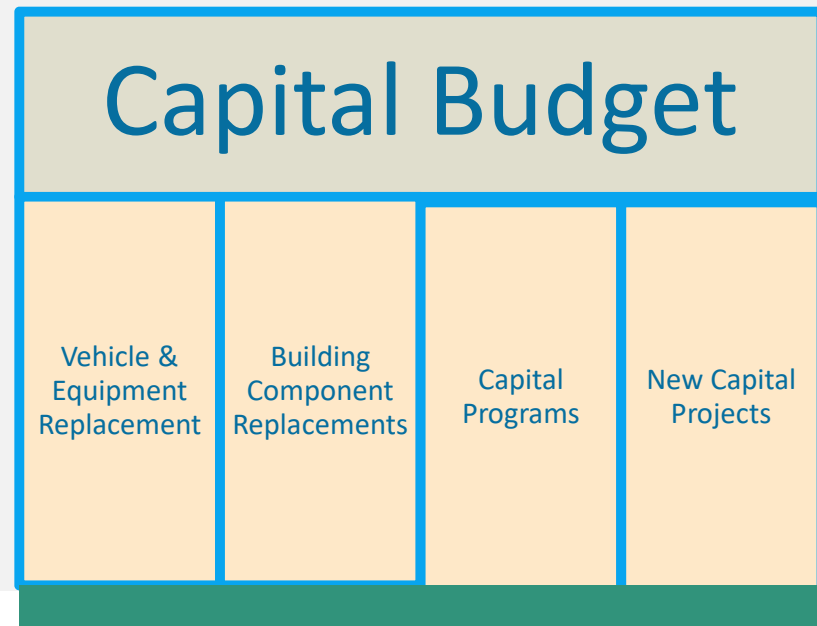 Capital Budget
Vehicle &
Equipment
Replacement
Building
Component
Replacements
Capital
Programs
New Capital
Projects